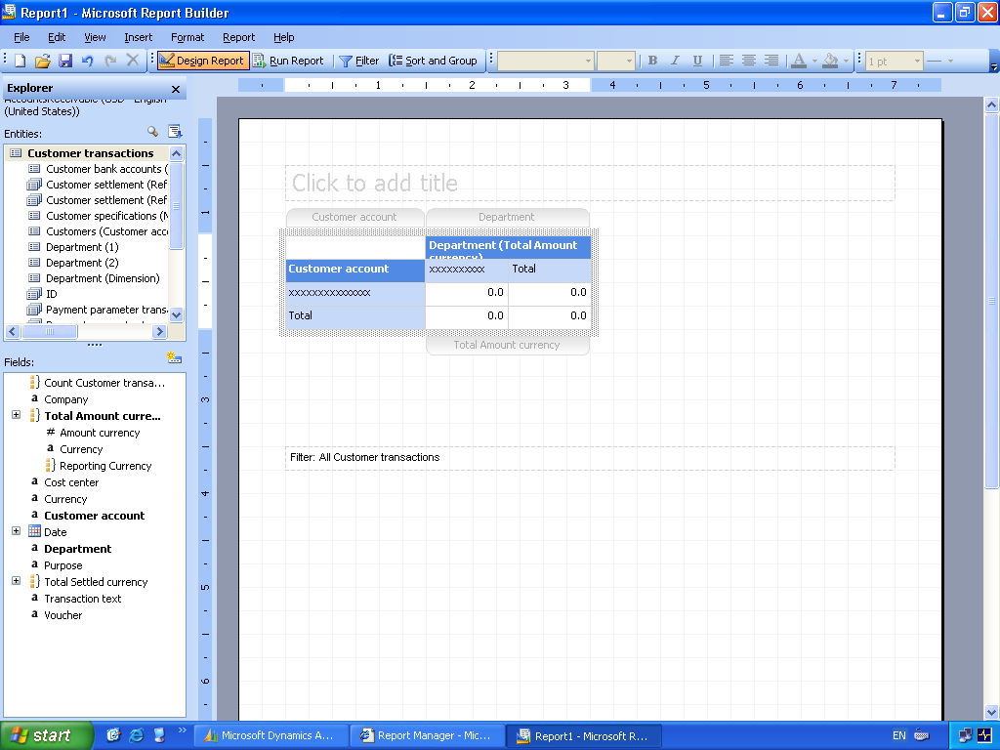 Report1 - Microsoft Report Builder
File Edit View Insert Format Report Help
Design Report Run Report Filter Sort and Group B I U A 1 pt
Explorer
AccountsReceivable (USD - English
(United States))
Entities:
Customer transactions
Customer bank accounts (
Customer settlement (Ref
Customer settlement (Ref
Customer specifications (
Customers (Customer acc
Department (1)
Department (2)
Department (Dimension)
ID
Payment parameter trans
Fields:
Count Customer transa...
a Company
Total Amount curre...
# Amount currency
a Currency
Reporting Currency
a Cost center
a Currency
a Customer account
Date
a Department
a Purpose
Total Settled currency
a Transaction text
a Voucher
1 2 3 4 5 6 7
1
3
4
5
6
Click to add title
Customer account Department
Department (Total Amount
currency)
Customer account xxxxxxxxxx Total
xxxxxxxxxxxxxxx 0.0 0.0
Total 0.0 0.0
Total Amount currency
Filter: All Customer transactions
start Microsoft Dynamics A... Report Manager - Mic... Report1 - Microsoft R... EN